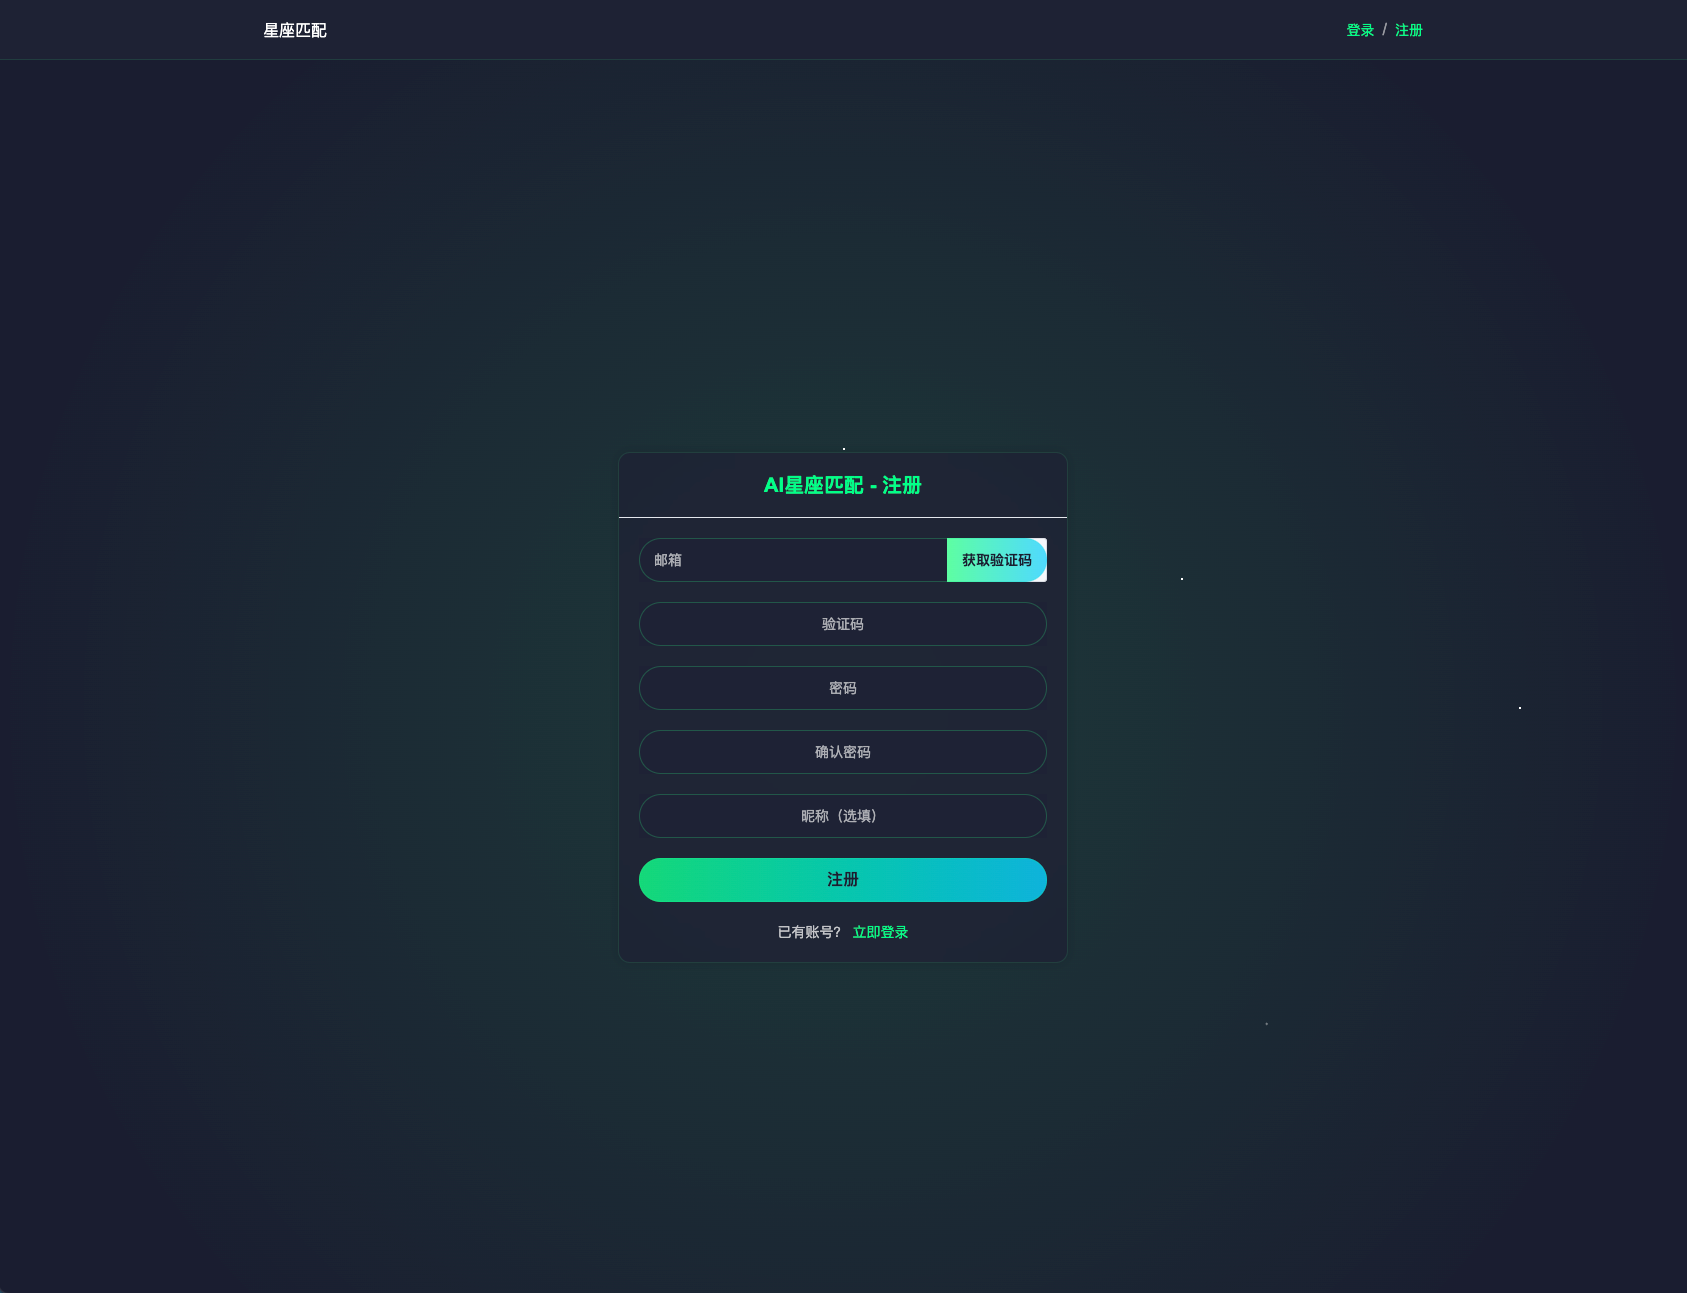 星座匹配
登录 / 注册
AI星座匹配 - 注册
邮箱
获取验证码
验证码
密码
确认密码
昵称（选填）
注册
已有账号? 立即登录